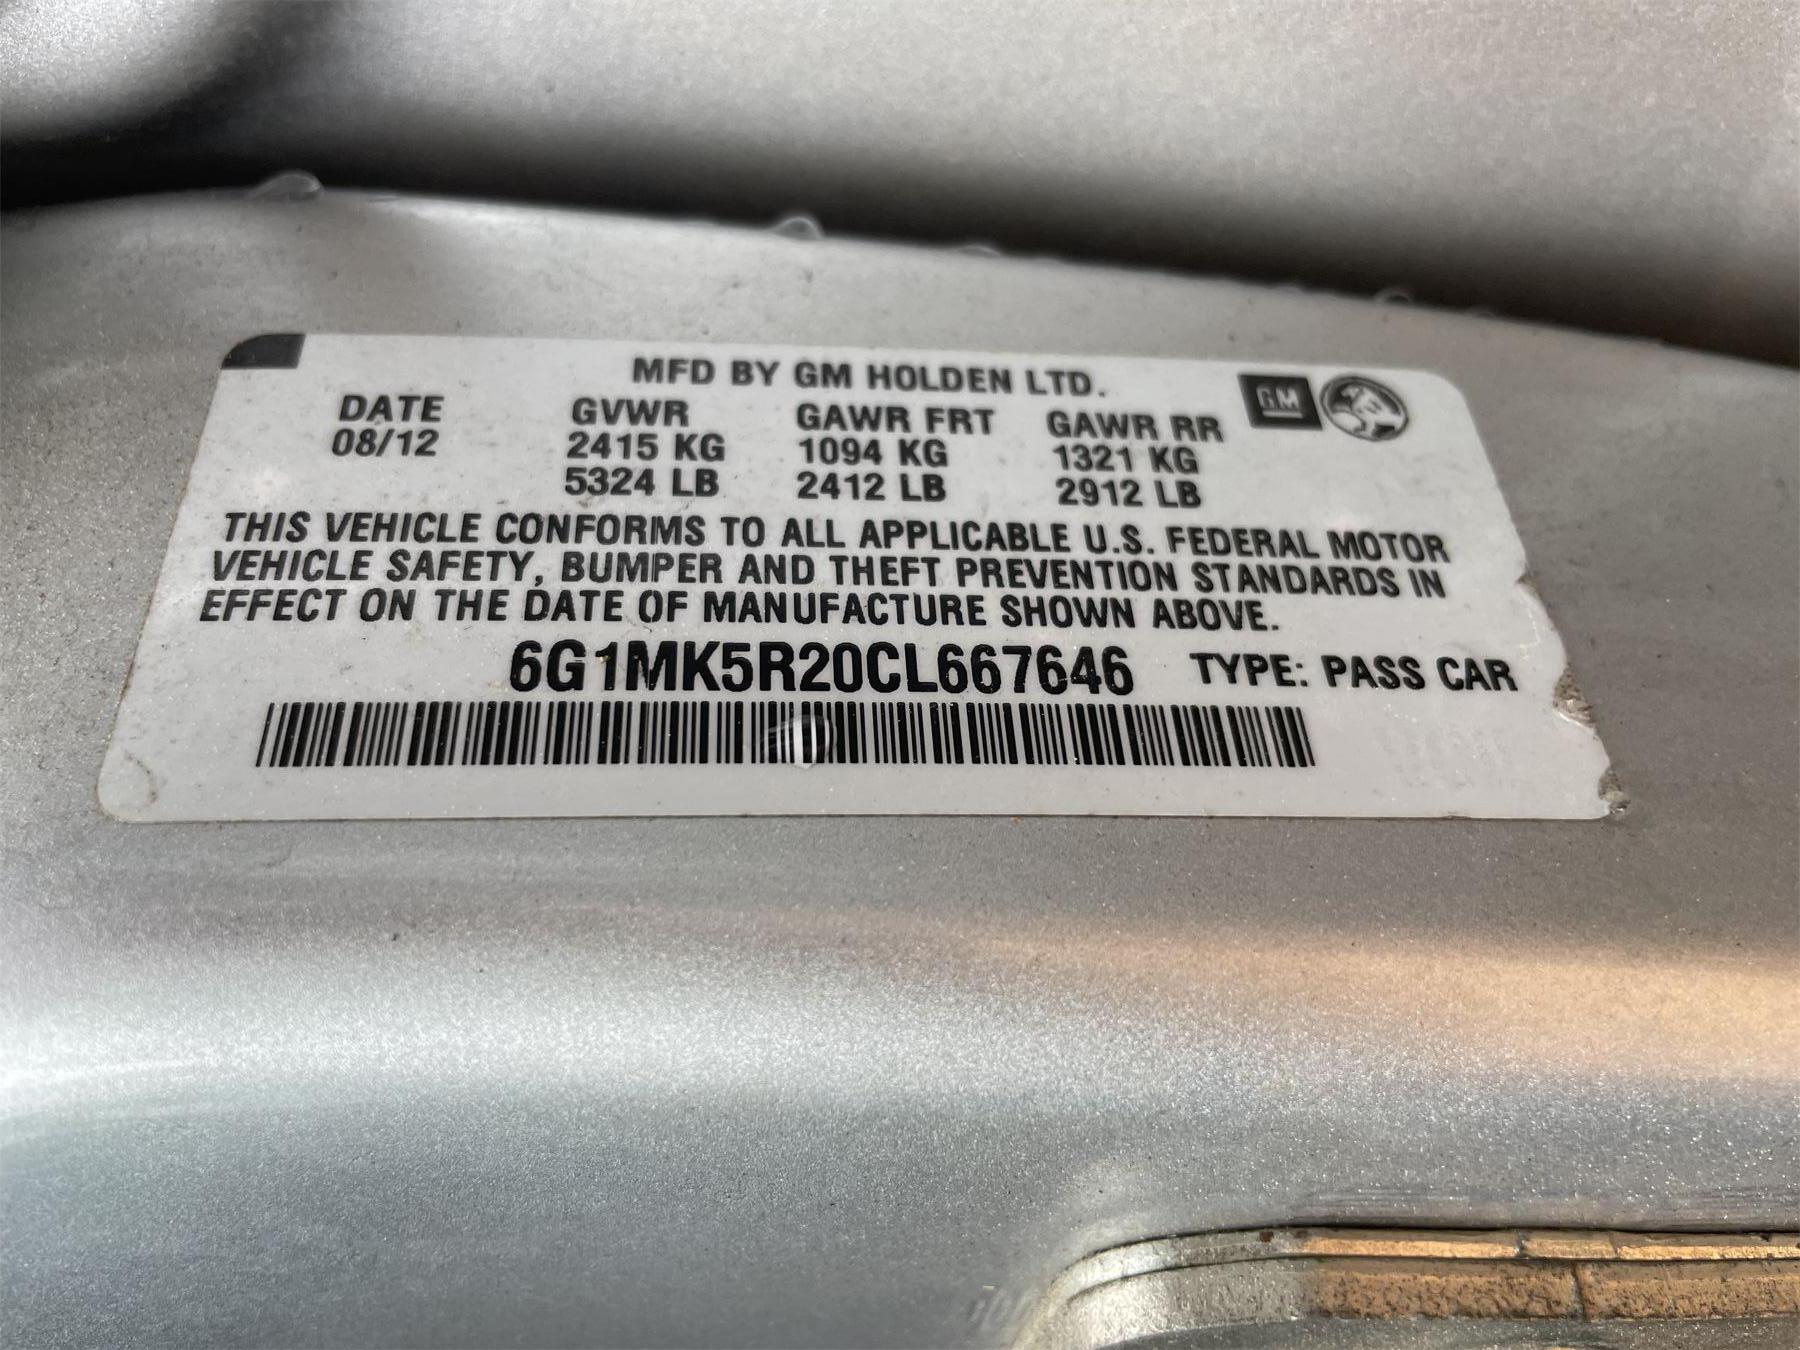 MFD BY GM HOLDEN LTD.
GM
DATE GVWR GAWR FRT GAWR RR
08/12 2415 KG 1094 KG 1321 KG
5324 LB 2412 LB 2912 LB
THIS VEHICLE CONFORMS TO ALL APPLICABLE U.S. FEDERAL MOTOR
VEHICLE SAFETY, BUMPER AND THEFT PREVENTION STANDARDS IN
EFFECT ON THE DATE OF MANUFACTURE SHOWN ABOVE.
6G1MK5R20CL667646 TYPE: PASS CAR